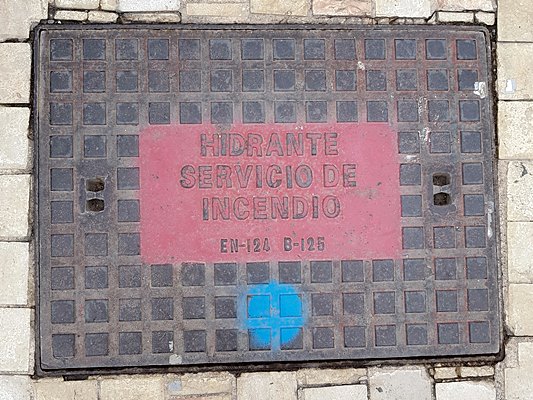 HIDRANTE
SERVICIO DE
INCENDIO
EN-124 B-125